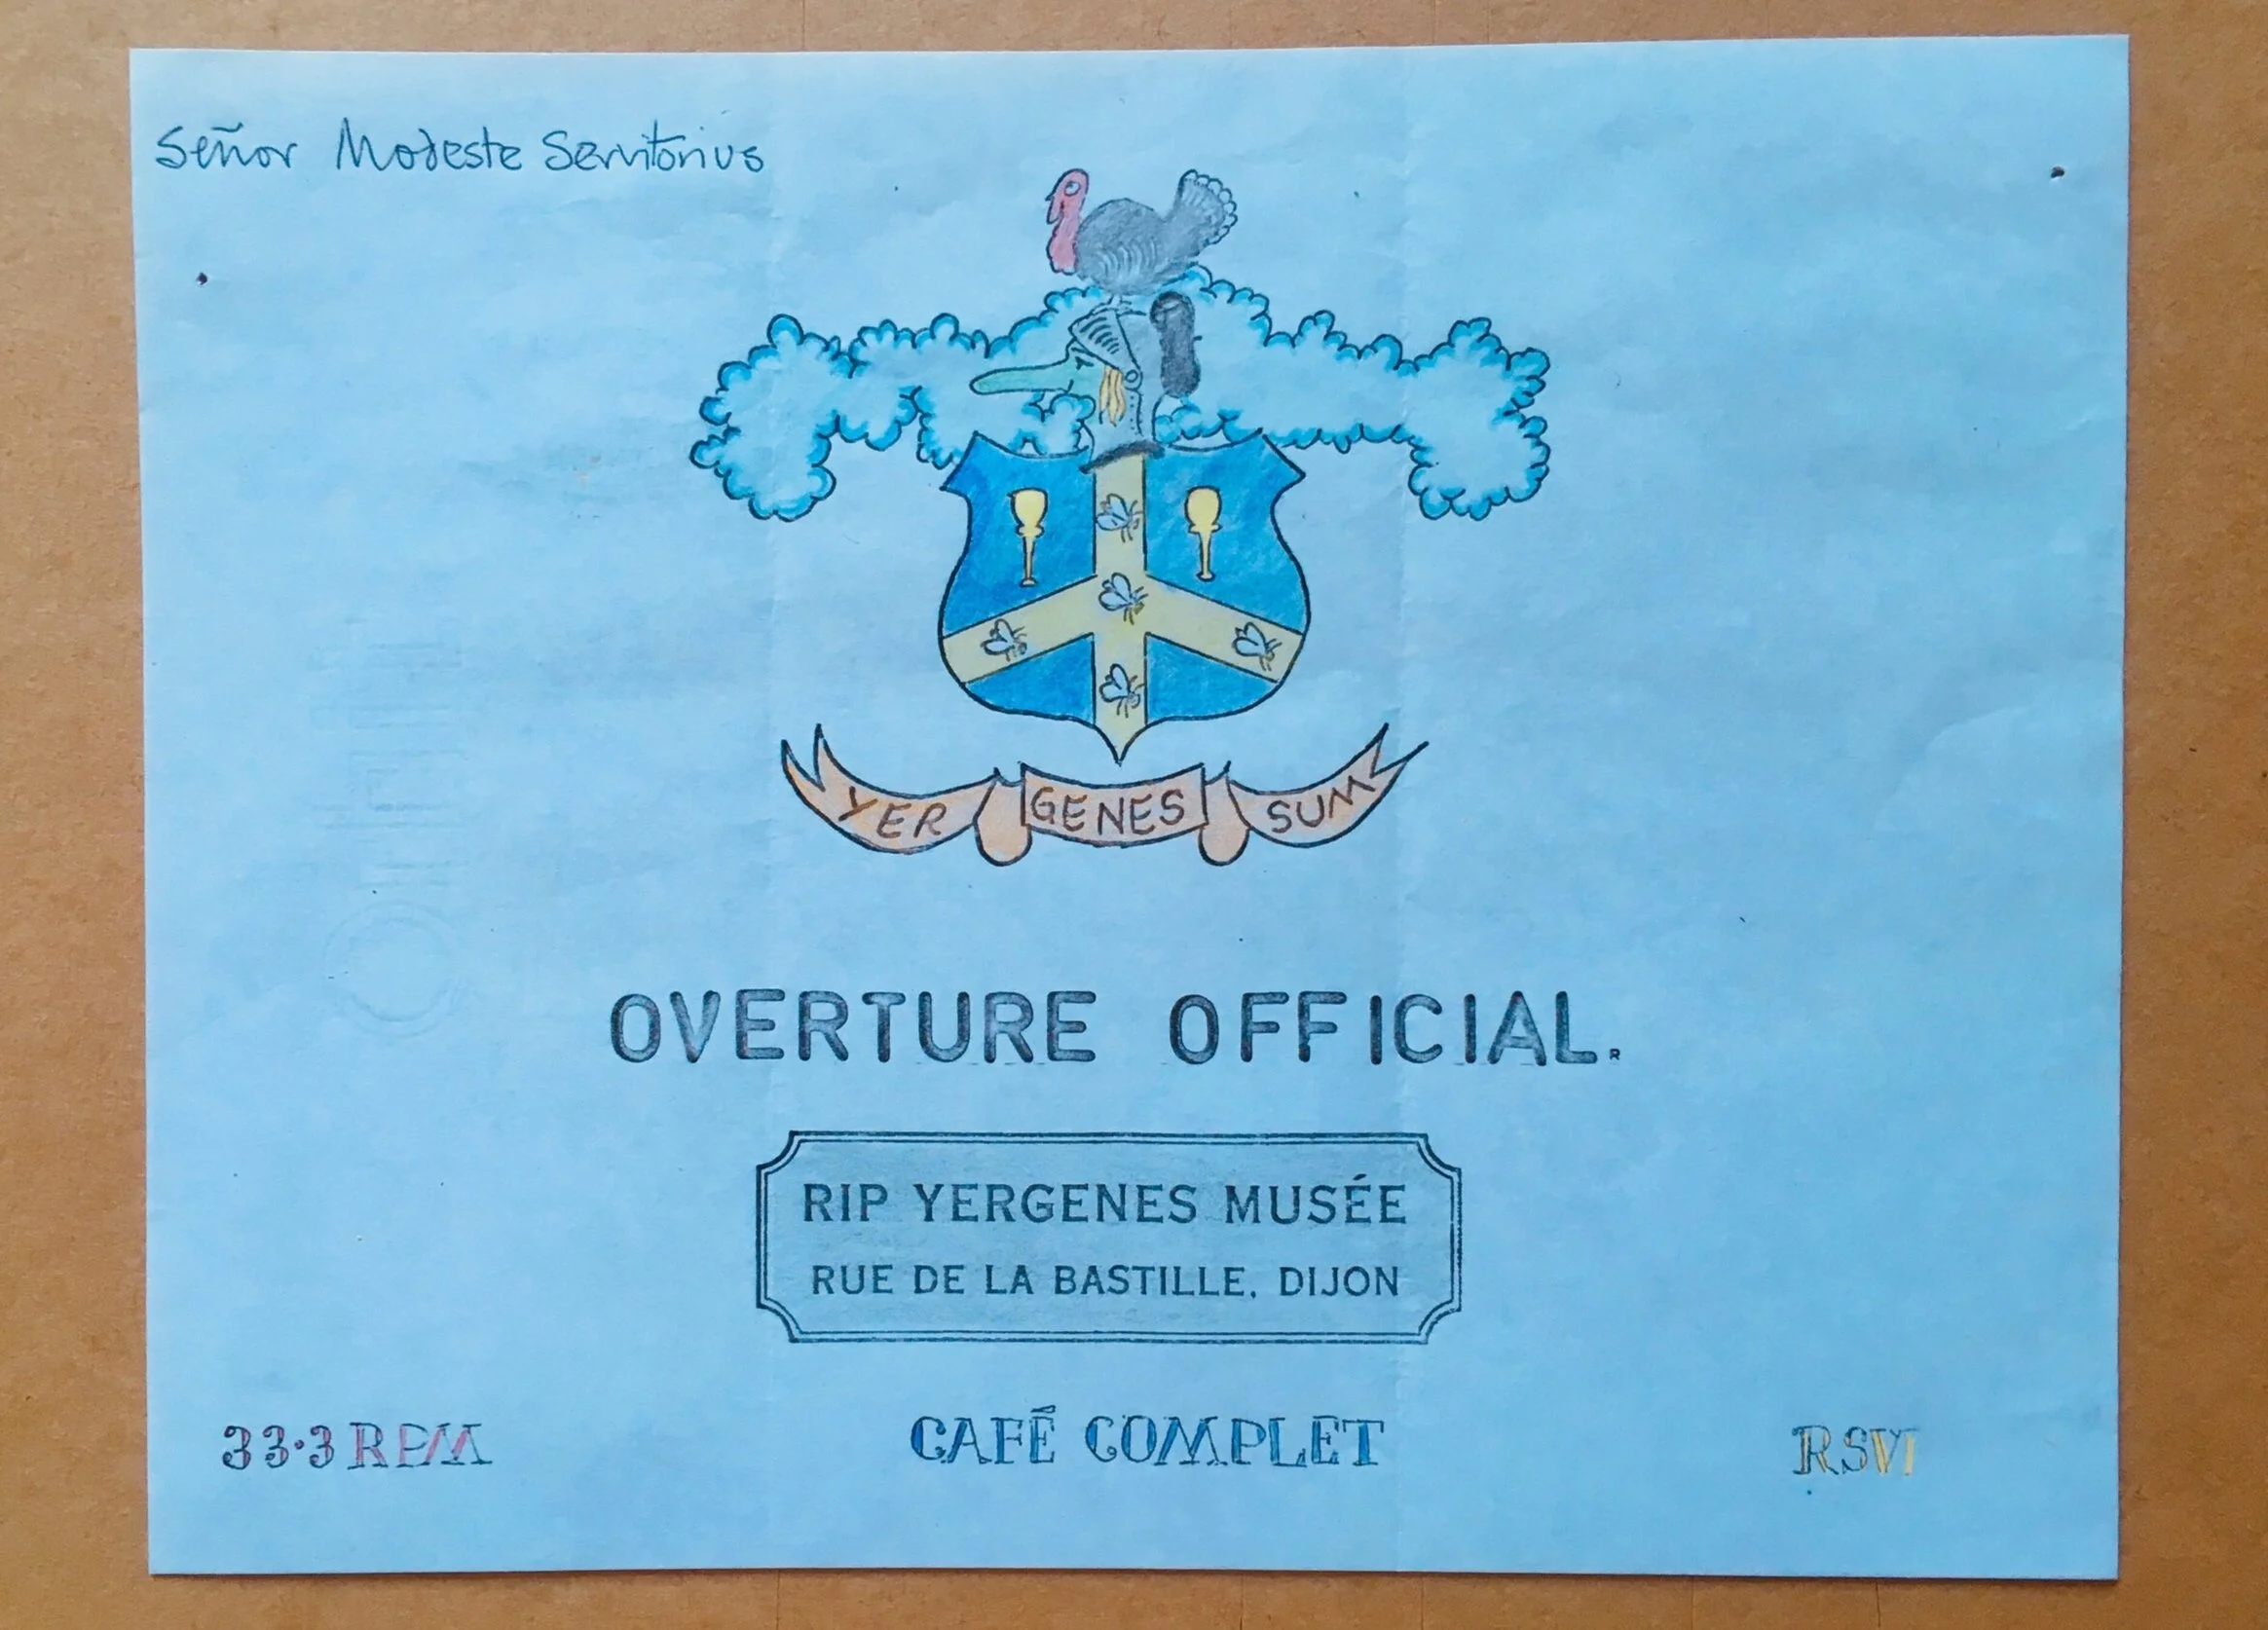 Señor Modeste Servitorius
YER GENES SUM
OVERTURE OFFICIAL.
RIP YERGENES MUSÉE
RUE DE LA BASTILLE, DIJON
33·3 RPM
CAFÉ COMPLET
RSVP